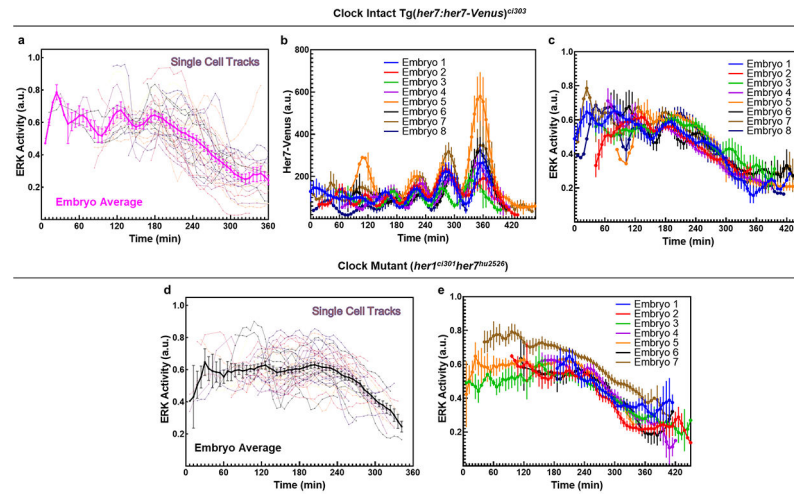 Clock Intact Tg(her7:her7-Venus)ci303
a
Single Cell Tracks
Embryo Average
ERK Activity (a.u.)
1.0
0.8
0.6
0.4
0.2
0 60 120 180 240 300 360
Time (min)
b
Her7-Venus (a.u.)
800
600
400
200
Embryo 1
Embryo 2
Embryo 3
Embryo 4
Embryo 5
Embryo 6
Embryo 7
Embryo 8
0 60 120 180 240 300 360 420 480
Time (min)
c
ERK Activity (a.u.)
1.0
0.8
0.6
0.4
0.2
Embryo 1
Embryo 2
Embryo 3
Embryo 4
Embryo 5
Embryo 6
Embryo 7
Embryo 8
0 60 120 180 240 300 360 420
Time (min)
Clock Mutant (her1ci301her7hu2526)
d
Single Cell Tracks
Embryo Average
ERK Activity (a.u.)
1.0
0.8
0.6
0.4
0.2
0 60 120 180 240 300 360
Time (min)
e
ERK Activity (a.u.)
1.0
0.8
0.6
0.4
0.2
Embryo 1
Embryo 2
Embryo 3
Embryo 4
Embryo 5
Embryo 6
Embryo 7
0 60 120 180 240 300 360 420
Time (min)